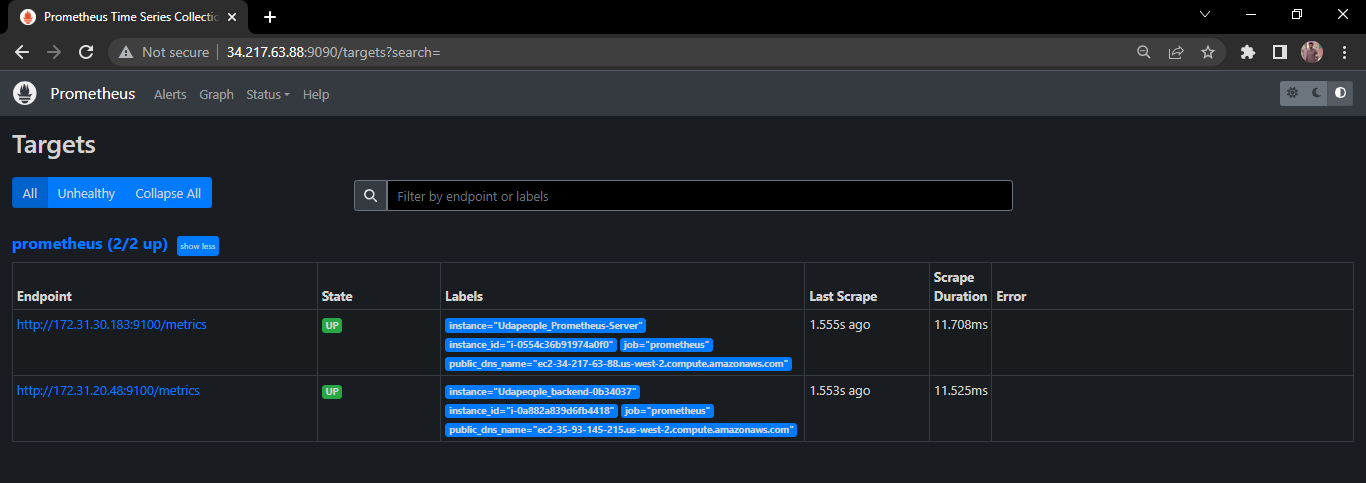 Prometheus Time Series Collectio
Not secure 34.217.63.88:9090/targets?search=
Prometheus Alerts Graph Status Help
Targets
All Unhealthy Collapse All Filter by endpoint or labels
prometheus (2/2 up) show less
Endpoint State Labels Last Scrape Scrape Duration Error
http://172.31.30.183:9100/metrics UP instance="Udapeople_Prometheus-Server" 1.555s ago 11.708ms
instance_id="i-0554c36b91974a0f0" job="prometheus"
public_dns_name="ec2-34-217-63-88.us-west-2.compute.amazonaws.com"
http://172.31.20.48:9100/metrics UP instance="Udapeople_backend-0b34037" 1.553s ago 11.525ms
instance_id="i-0a882a839d6fb4418" job="prometheus"
public_dns_name="ec2-35-93-145-215.us-west-2.compute.amazonaws.com"